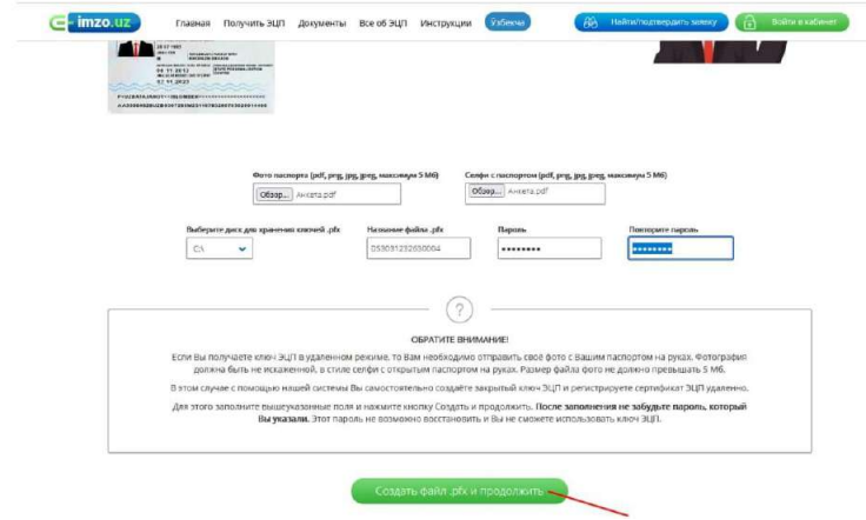 E-imzo.uz
Главная Получить ЭЦП Документы Все об ЭЦП Инструкции Ўзбекча Найти/подтвердить заявку Войти в кабинет
Фото паспорта (pdf, png, jpg, jpeg, максимум 5 Мб) Селфи с паспортом (pdf, png, jpg, jpeg, максимум 5 Мб)
Обзор... Анкета.pdf Обзор... Анкета.pdf
Выберите диск для хранения ключей .pfx Название файла .pfx Пароль Повторите пароль
C:\ 053031232630004 •••••••• ••••••••
?
ОБРАТИТЕ ВНИМАНИЕ!
Если Вы получаете ключ ЭЦП в удаленном режиме, то Вам необходимо отправить своё фото с Вашим паспортом на руках. Фотография
должна быть не искаженной, в стиле селфи с открытым паспортом на руках. Размер файла фото не должно превышать 5 Мб.
В этом случае с помощью нашей системы Вы самостоятельно создаёте закрытый ключ ЭЦП и регистрируете сертификат ЭЦП удаленно.
Для этого заполните вышеуказанные поля и нажмите кнопку Создать и продолжить. После заполнения не забудьте пароль, который
Вы указали. Этот пароль не возможно восстановить и Вы не сможете использовать ключ ЭЦП.
Создать файл .pfx и продолжить